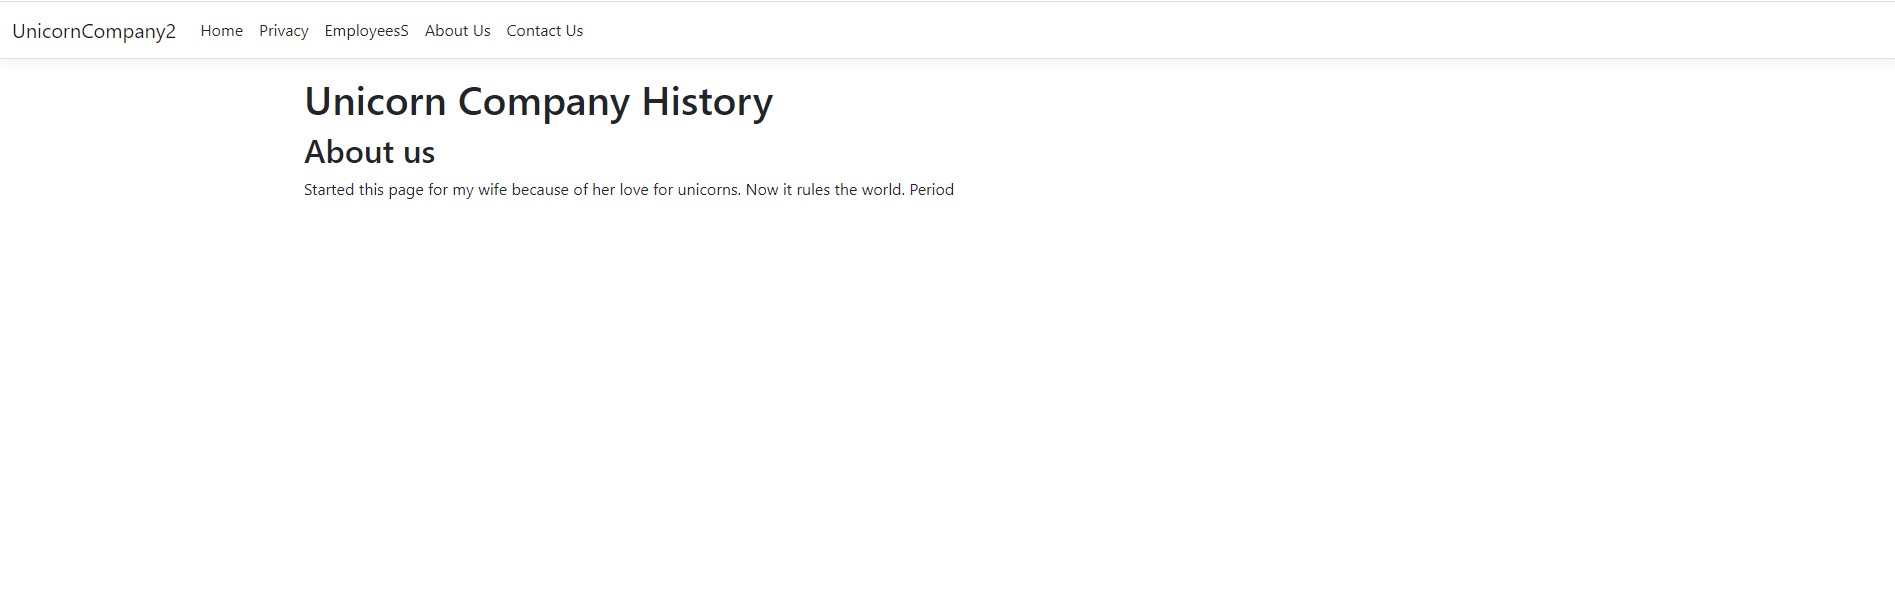 UnicornCompany2 Home Privacy EmployeesS About Us Contact Us
Unicorn Company History
About us
Started this page for my wife because of her love for unicorns. Now it rules the world. Period